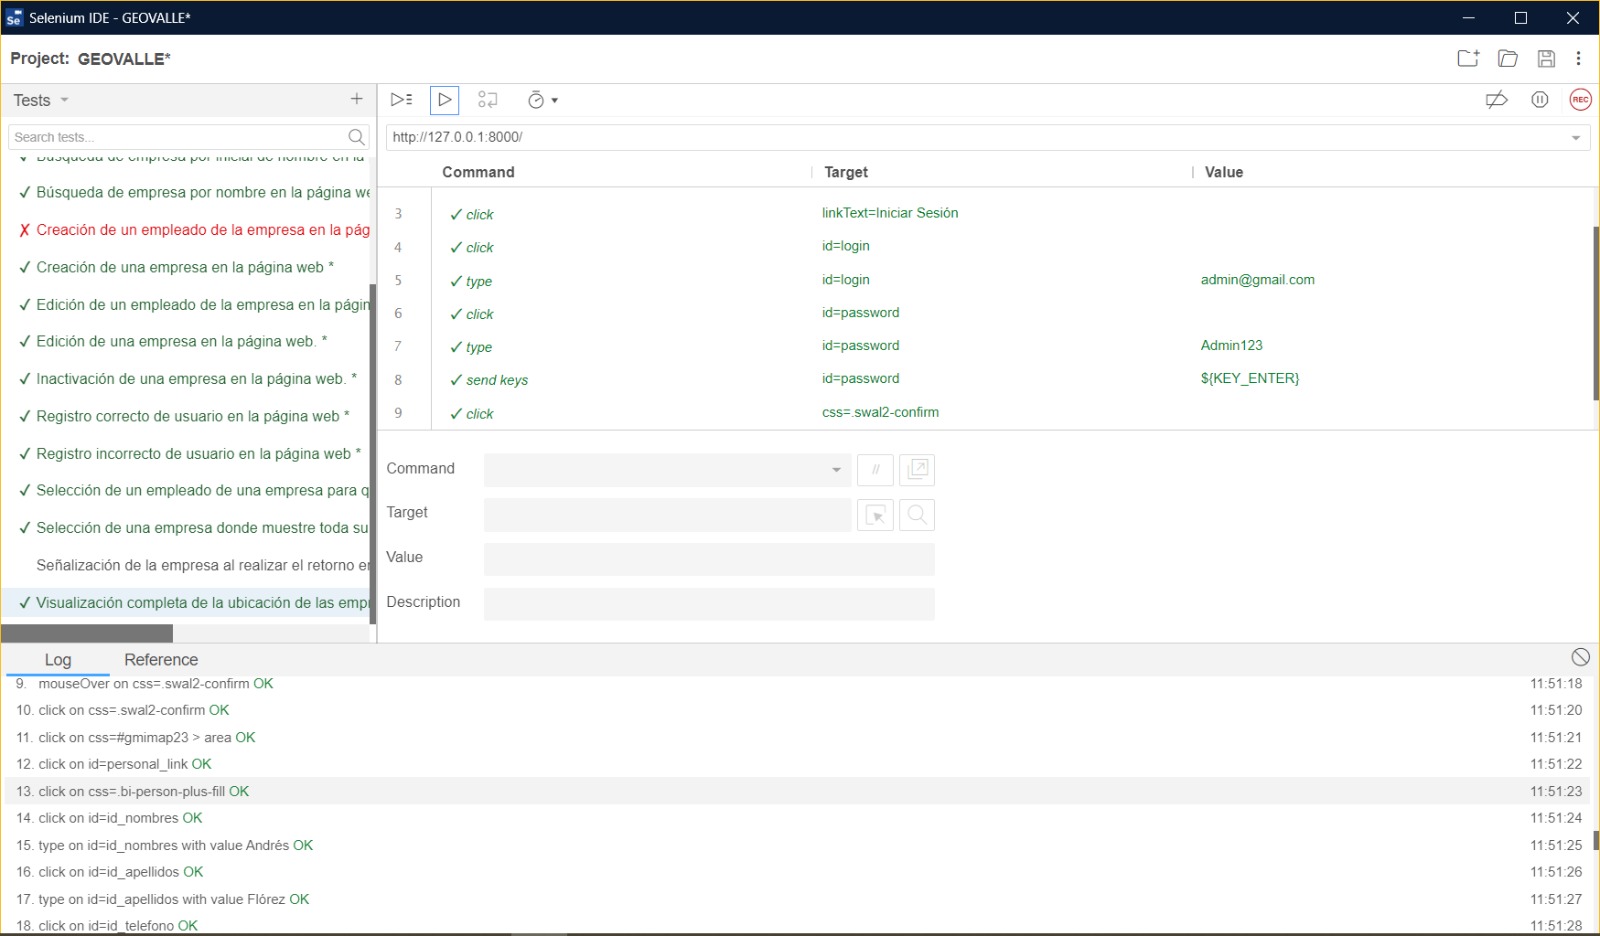 Selenium IDE - GEOVALLE*
Project: GEOVALLE*
Tests
Search tests...
http://127.0.0.1:8000/
Command Target Value
Búsqueda de empresa por inicial de nombre en la
✓ Búsqueda de empresa por nombre en la página we
✗ Creación de un empleado de la empresa en la pág
✓ Creación de una empresa en la página web *
✓ Edición de un empleado de la empresa en la págin
✓ Edición de una empresa en la página web. *
✓ Inactivación de una empresa en la página web. *
✓ Registro correcto de usuario en la página web *
✓ Registro incorrecto de usuario en la página web *
✓ Selección de un empleado de una empresa para q
✓ Selección de una empresa donde muestre toda su
Señalización de la empresa al realizar el retorno en
✓ Visualización completa de la ubicación de las emp
REC
3 ✓ click linkText=Iniciar Sesión
4 ✓ click id=login
5 ✓ type id=login admin@gmail.com
6 ✓ click id=password
7 ✓ type id=password Admin123
8 ✓ send keys id=password ${KEY_ENTER}
9 ✓ click css=.swal2-confirm
Command //
Target
Value
Description
Log Reference
9. mouseOver on css=.swal2-confirm OK 11:51:18
10. click on css=.swal2-confirm OK 11:51:20
11. click on css=#gmimap23 > area OK 11:51:21
12. click on id=personal_link OK 11:51:22
13. click on css=.bi-person-plus-fill OK 11:51:23
14. click on id=id_nombres OK 11:51:24
15. type on id=id_nombres with value Andrés OK 11:51:25
16. click on id=id_apellidos OK 11:51:26
17. type on id=id_apellidos with value Flórez OK 11:51:27
18. click on id=id_telefono OK 11:51:28